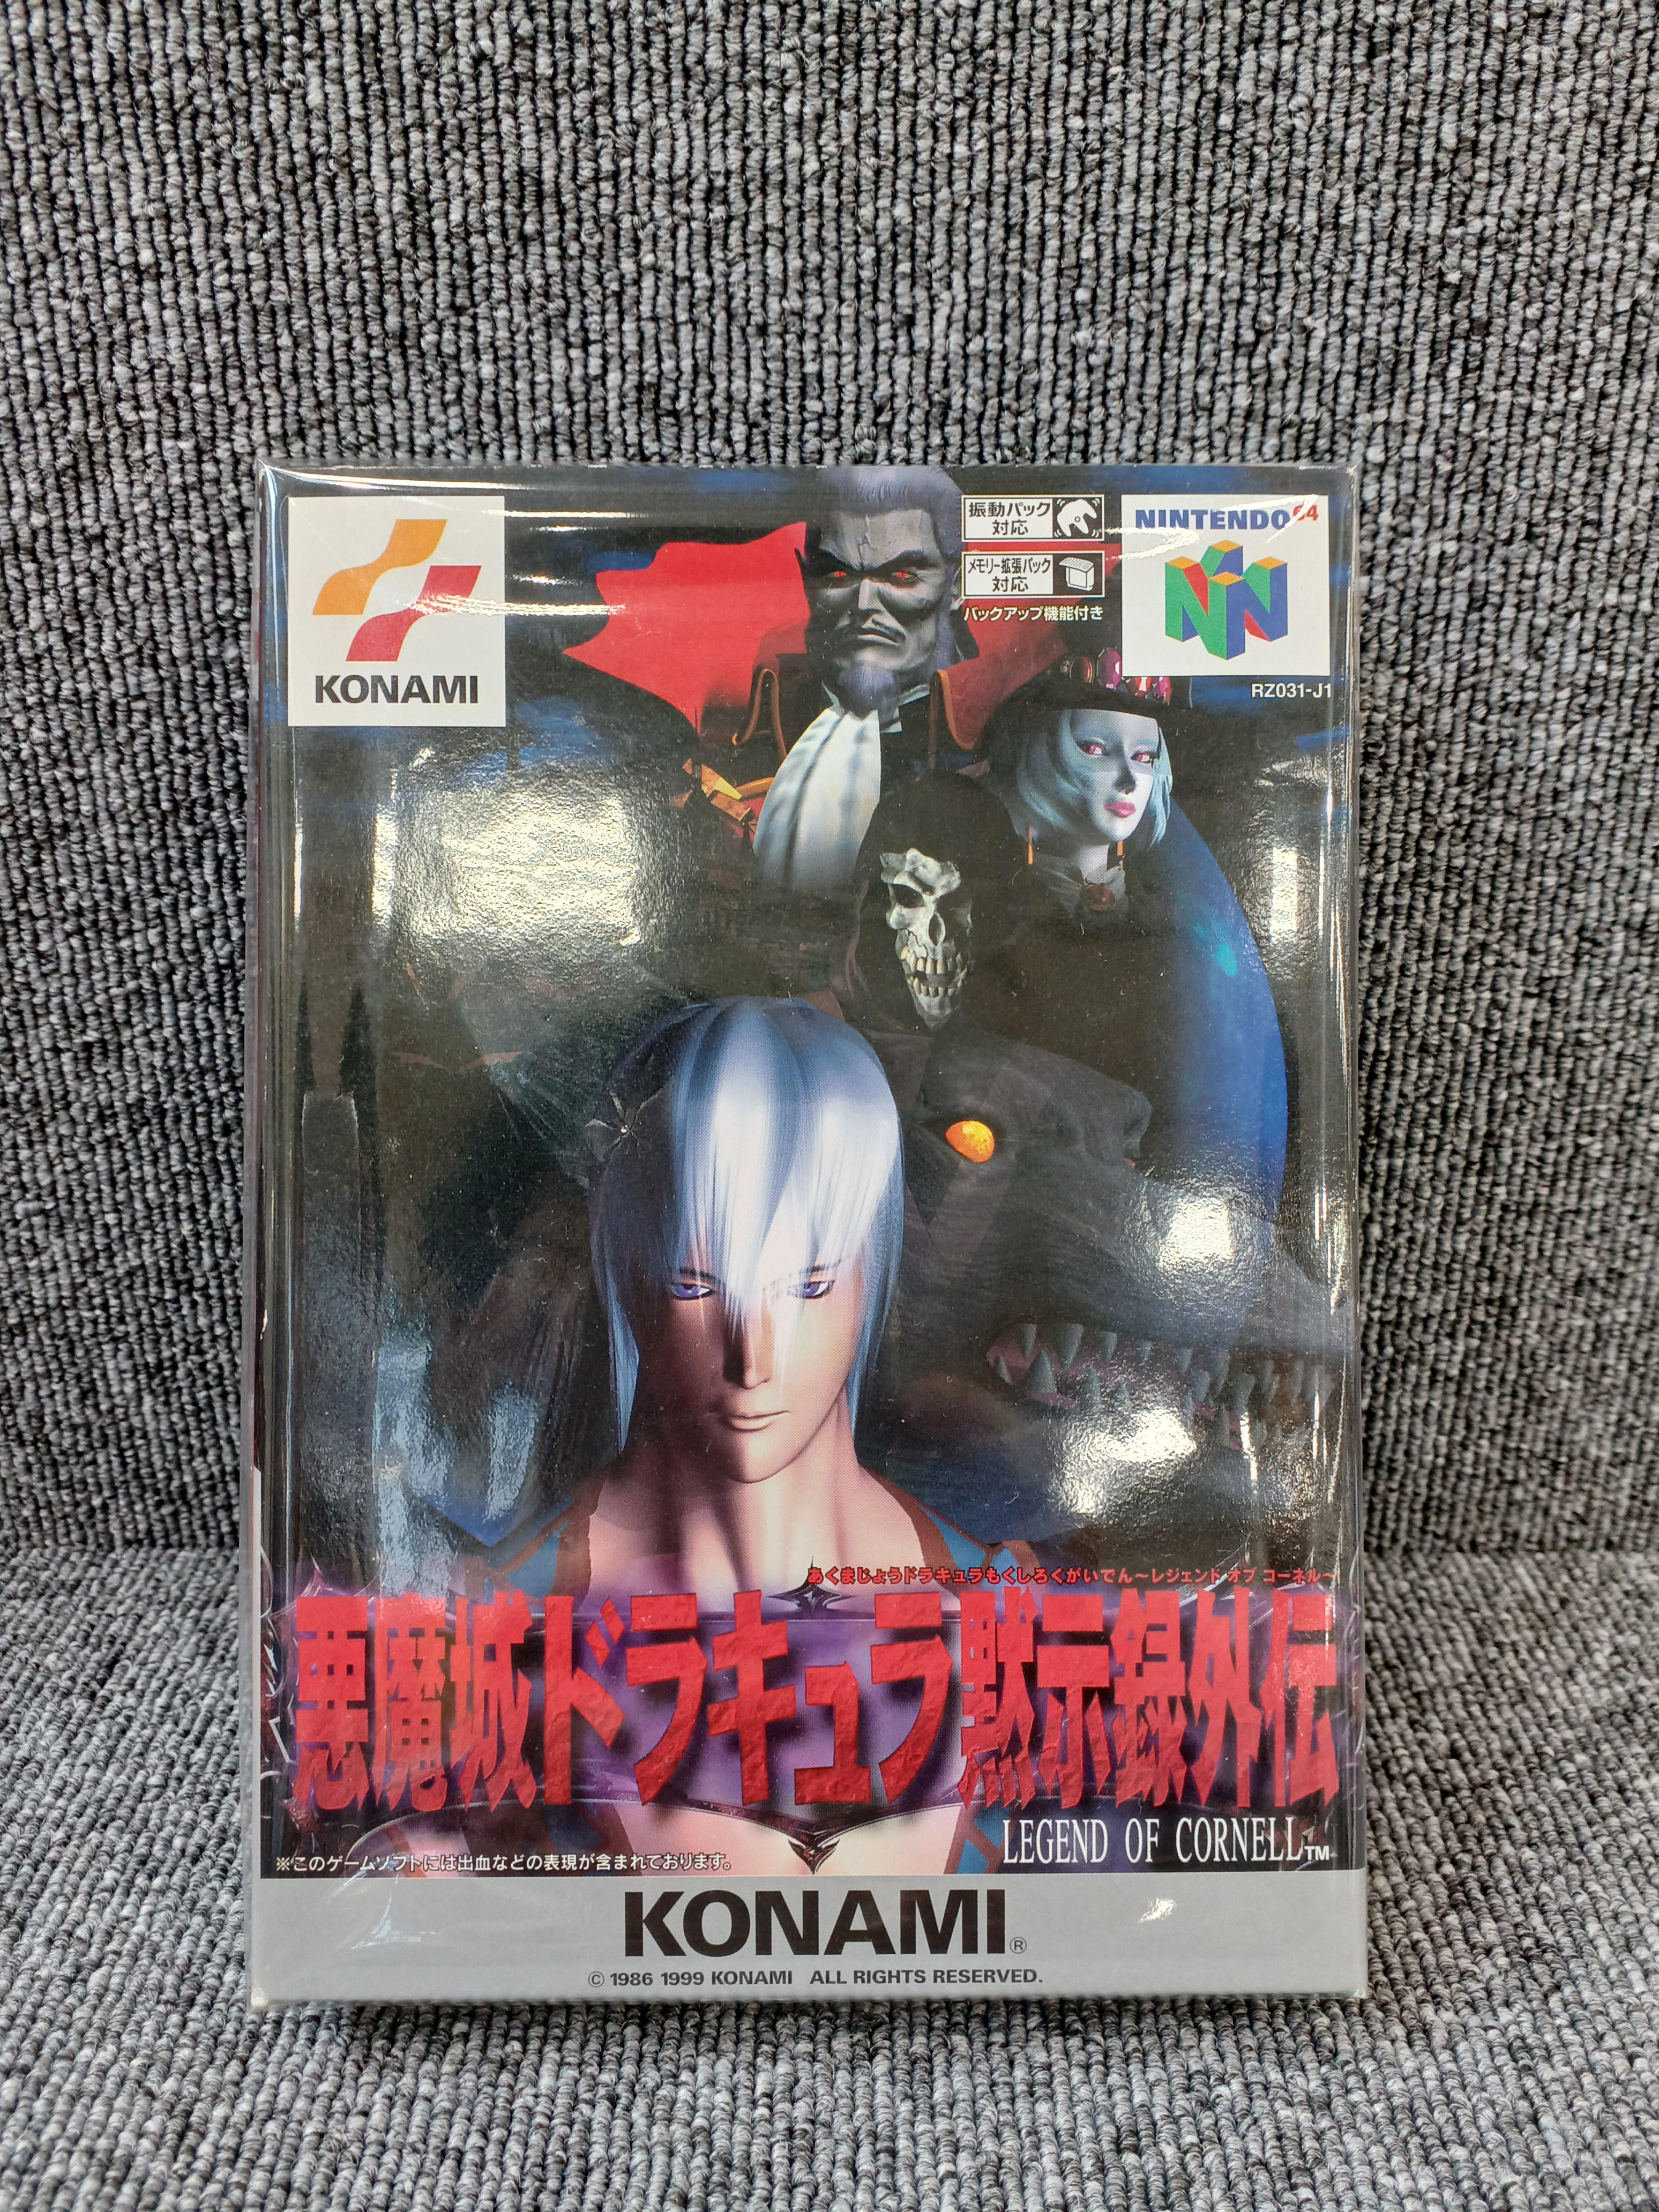 KONAMI
振動パック
対応
メモリー拡張パック
対応
バックアップ機能付き
NINTENDO64
RZ031-J1
あくまじょうドラキュラもくしろくがいでん〜レジェンド オブ コーネル〜
悪魔城ドラキュラ黙示録外伝
LEGEND OF CORNELL™
※このゲームソフトには出血などの表現が含まれております。
KONAMI®
© 1986 1999 KONAMI ALL RIGHTS RESERVED.